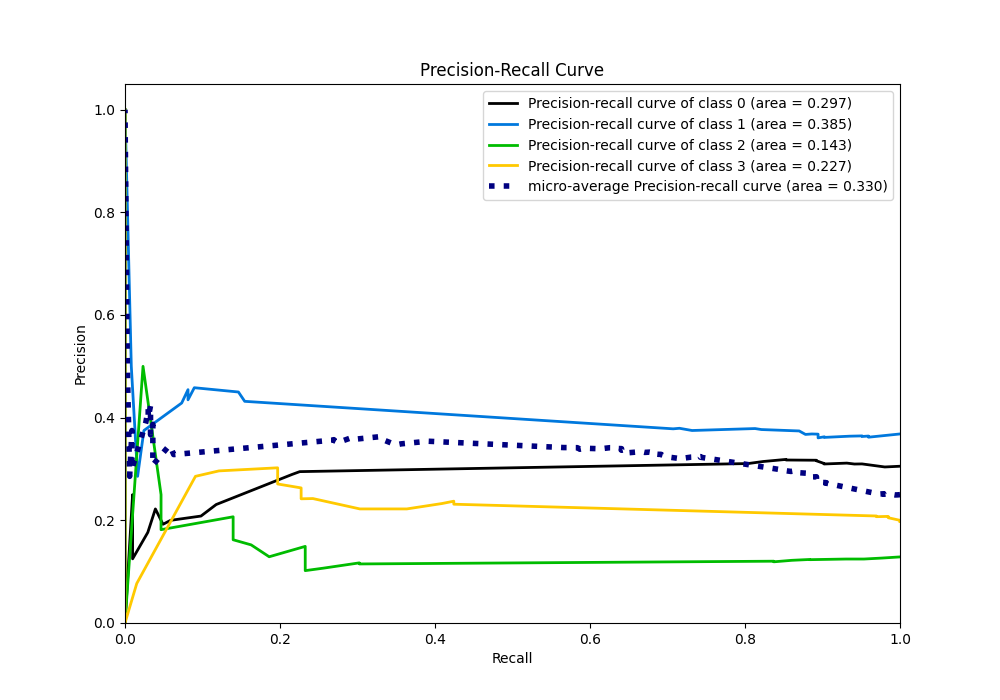 Precision-Recall Curve
Precision-recall curve of class 0 (area = 0.297)
Precision-recall curve of class 1 (area = 0.385)
Precision-recall curve of class 2 (area = 0.143)
Precision-recall curve of class 3 (area = 0.227)
micro-average Precision-recall curve (area = 0.330)
Precision
1.0
0.8
0.6
0.4
0.2
0.0
0.0 0.2 0.4 0.6 0.8 1.0
Recall